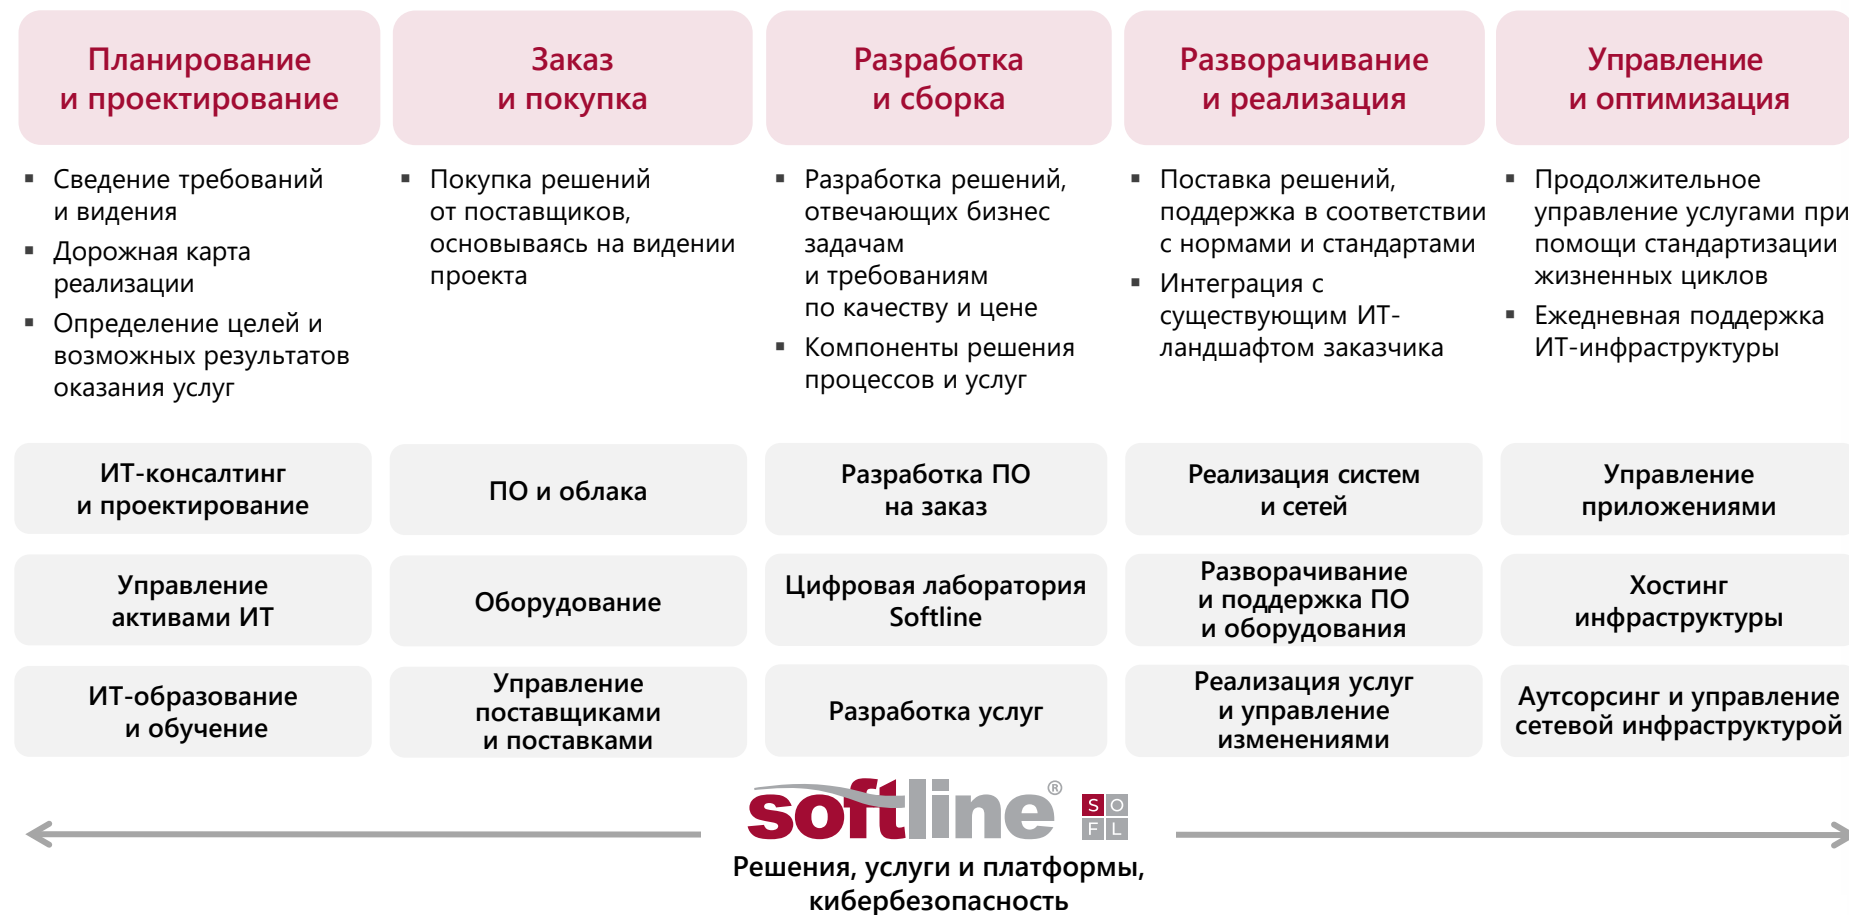 Планирование
и проектирование
Заказ
и покупка
Разработка
и сборка
Разворачивание
и реализация
Управление
и оптимизация
▪ Сведение требований
и видения
▪ Дорожная карта
реализации
▪ Определение целей и
возможных результатов
оказания услуг
▪ Покупка решений
от поставщиков,
основываясь на видении
проекта
▪ Разработка решений,
отвечающих бизнес
задачам
и требованиям
по качеству и цене
▪ Компоненты решения
процессов и услуг
▪ Поставка решений,
поддержка в соответствии
с нормами и стандартами
▪ Интеграция с
существующим ИТ-
ландшафтом заказчика
▪ Продолжительное
управление услугами при
помощи стандартизации
жизненных циклов
▪ Ежедневная поддержка
ИТ-инфраструктуры
ИТ-консалтинг
и проектирование
ПО и облака
Разработка ПО
на заказ
Реализация систем
и сетей
Управление
приложениями
Управление
активами ИТ
Оборудование
Цифровая лаборатория
Softline
Разворачивание
и поддержка ПО
и оборудования
Хостинг
инфраструктуры
ИТ-образование
и обучение
Управление
поставщиками
и поставками
Разработка услуг
Реализация услуг
и управление
изменениями
Аутсорсинг и управление
сетевой инфраструктурой
softline®
SO
FL
Решения, услуги и платформы,
кибербезопасность